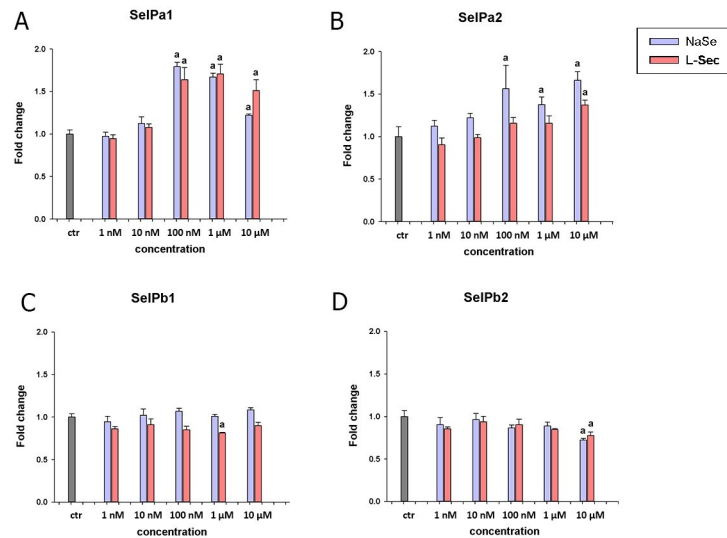 A
SelPa1
2.0
1.5
1.0
0.5
0.0
Fold change
a
a
a
a
a
a
ctr
1 nM
10 nM
100 nM
1 µM
10 µM
concentration
B
SelPa2
2.0
1.5
1.0
0.5
0.0
Fold change
a
a
a
a
ctr
1 nM
10 nM
100 nM
1 µM
10 µM
concentration
NaSe
L-Sec
C
SelPb1
2.0
1.5
1.0
0.5
0.0
Fold change
a
ctr
1 nM
10 nM
100 nM
1 µM
10 µM
concentration
D
SelPb2
2.0
1.5
1.0
0.5
0.0
Fold change
a
a
ctr
1 nM
10 nM
100 nM
1 µM
10 µM
concentration